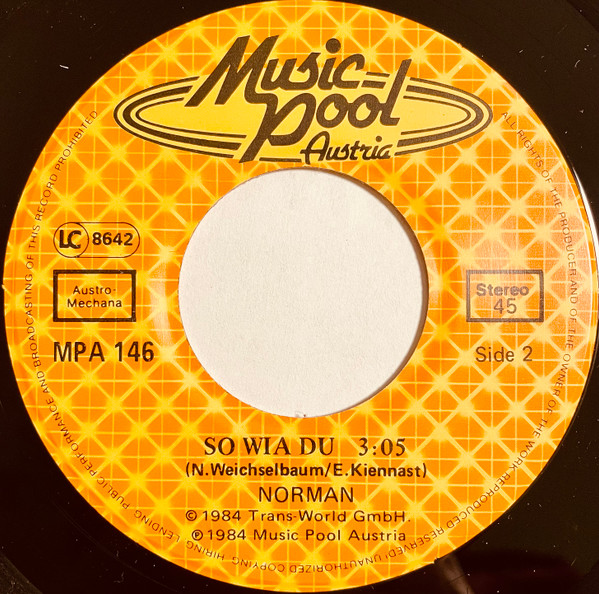 Music
Pool
Austria
LC 8642
Austro-
Mechana
MPA 146
Stereo
45
Side 2
SO WIA DU 3:05
(N. Weichselbaum/E. Kiennast)
NORMAN
© 1984 Trans-World GmbH.
℗ 1984 Music Pool Austria
ALL RIGHTS OF THE PRODUCER AND OF THE OWNER OF THE WORK REPRODUCED RESERVED! UNAUTHORIZED COPYING, HIRING, LENDING, PUBLIC PERFORMANCE AND BROADCASTING OF THIS RECORD PROHIBITED